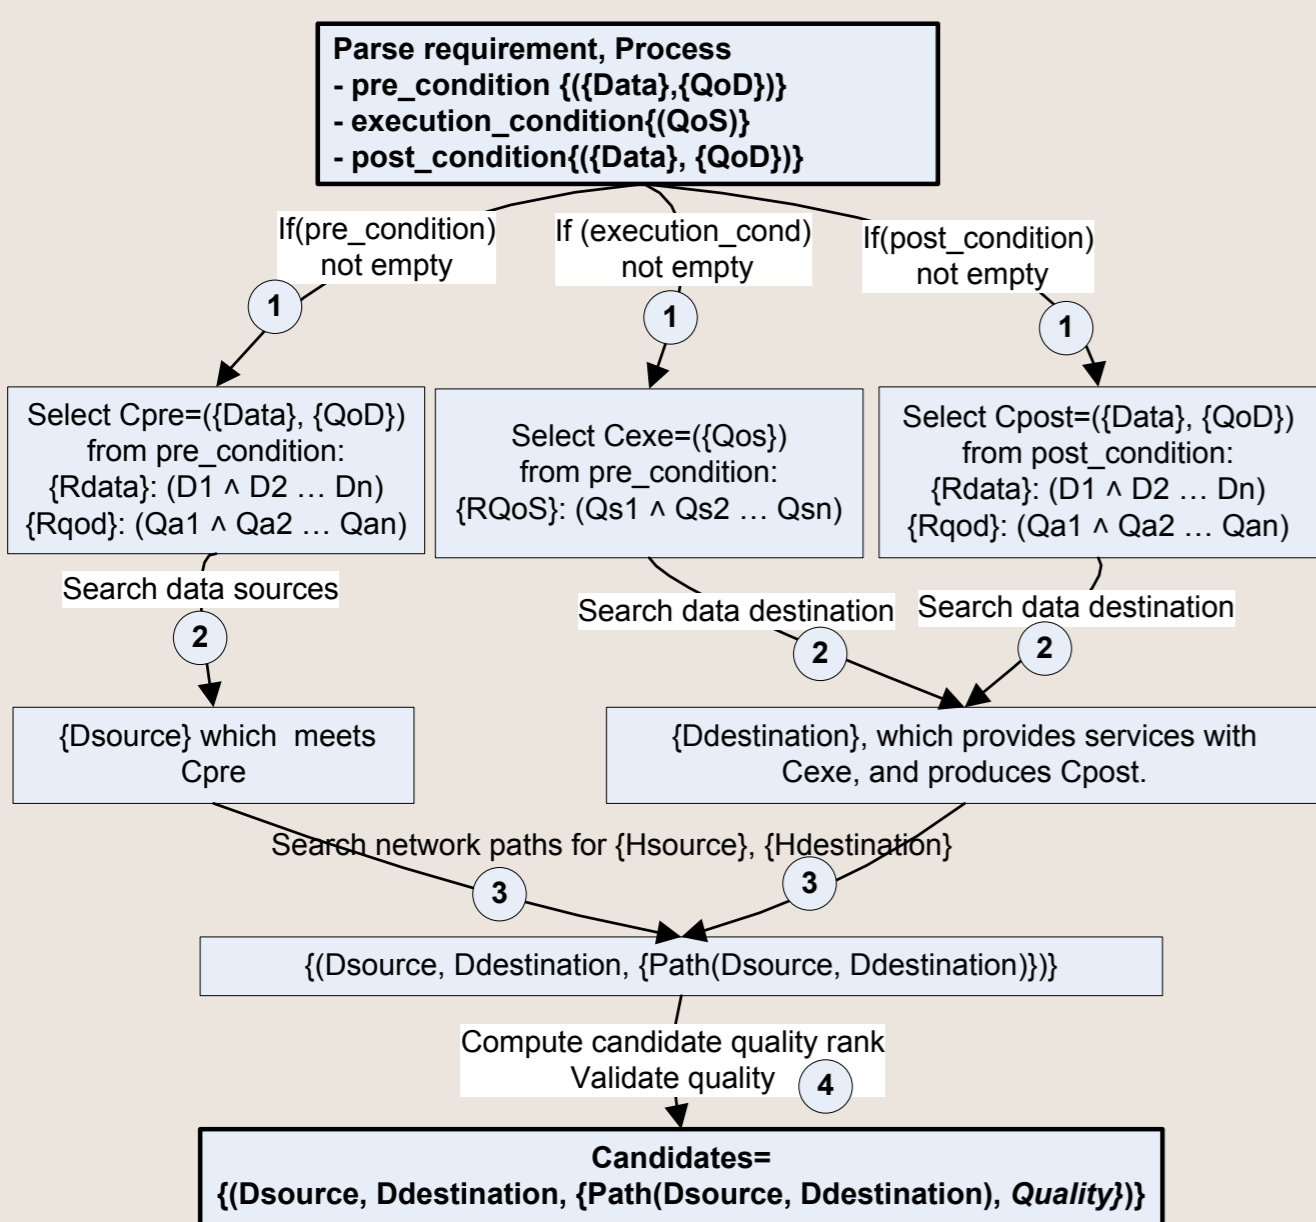 Parse requirement, Process
- pre_condition {({Data},{QoD})}
- execution_condition{(QoS)}
- post_condition{({Data}, {QoD})}
If(pre_condition)
not empty
If (execution_cond)
not empty
If(post_condition)
not empty
1
1
1
Select Cpre=({Data}, {QoD})
from pre_condition:
{Rdata}: (D1 ^ D2 … Dn)
{Rqod}: (Qa1 ^ Qa2 … Qan)
Select Cexe=({Qos})
from pre_condition:
{RQoS}: (Qs1 ^ Qs2 … Qsn)
Select Cpost=({Data}, {QoD})
from post_condition:
{Rdata}: (D1 ^ D2 … Dn)
{Rqod}: (Qa1 ^ Qa2 … Qan)
Search data sources
Search data destination
Search data destination
2
2
2
{Dsource} which meets
Cpre
{Ddestination}, which provides services with
Cexe, and produces Cpost.
Search network paths for {Hsource}, {Hdestination}
3
3
{(Dsource, Ddestination, {Path(Dsource, Ddestination)})}
Compute candidate quality rank
Validate quality
4
Candidates=
{(Dsource, Ddestination, {Path(Dsource, Ddestination), Quality})}